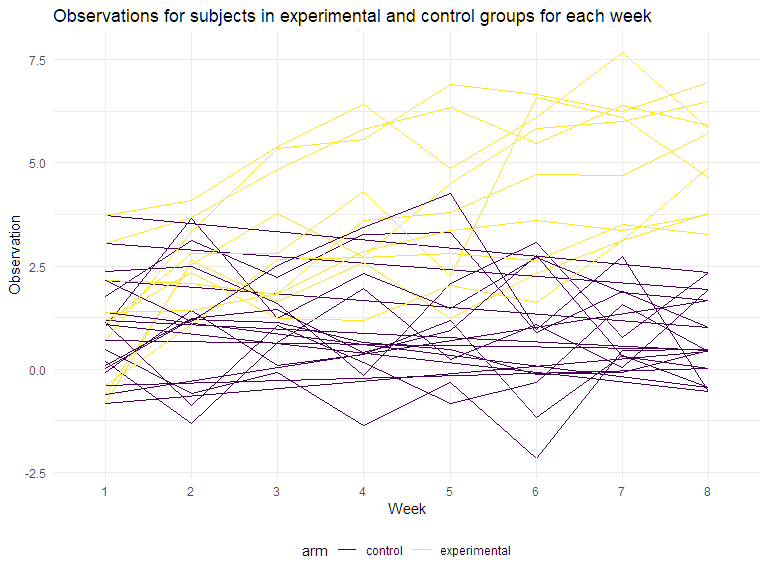 Observations for subjects in experimental and control groups for each week
7.5
5.0
2.5
0.0
-2.5
Observation
1 2 3 4 5 6 7 8
Week
arm control experimental